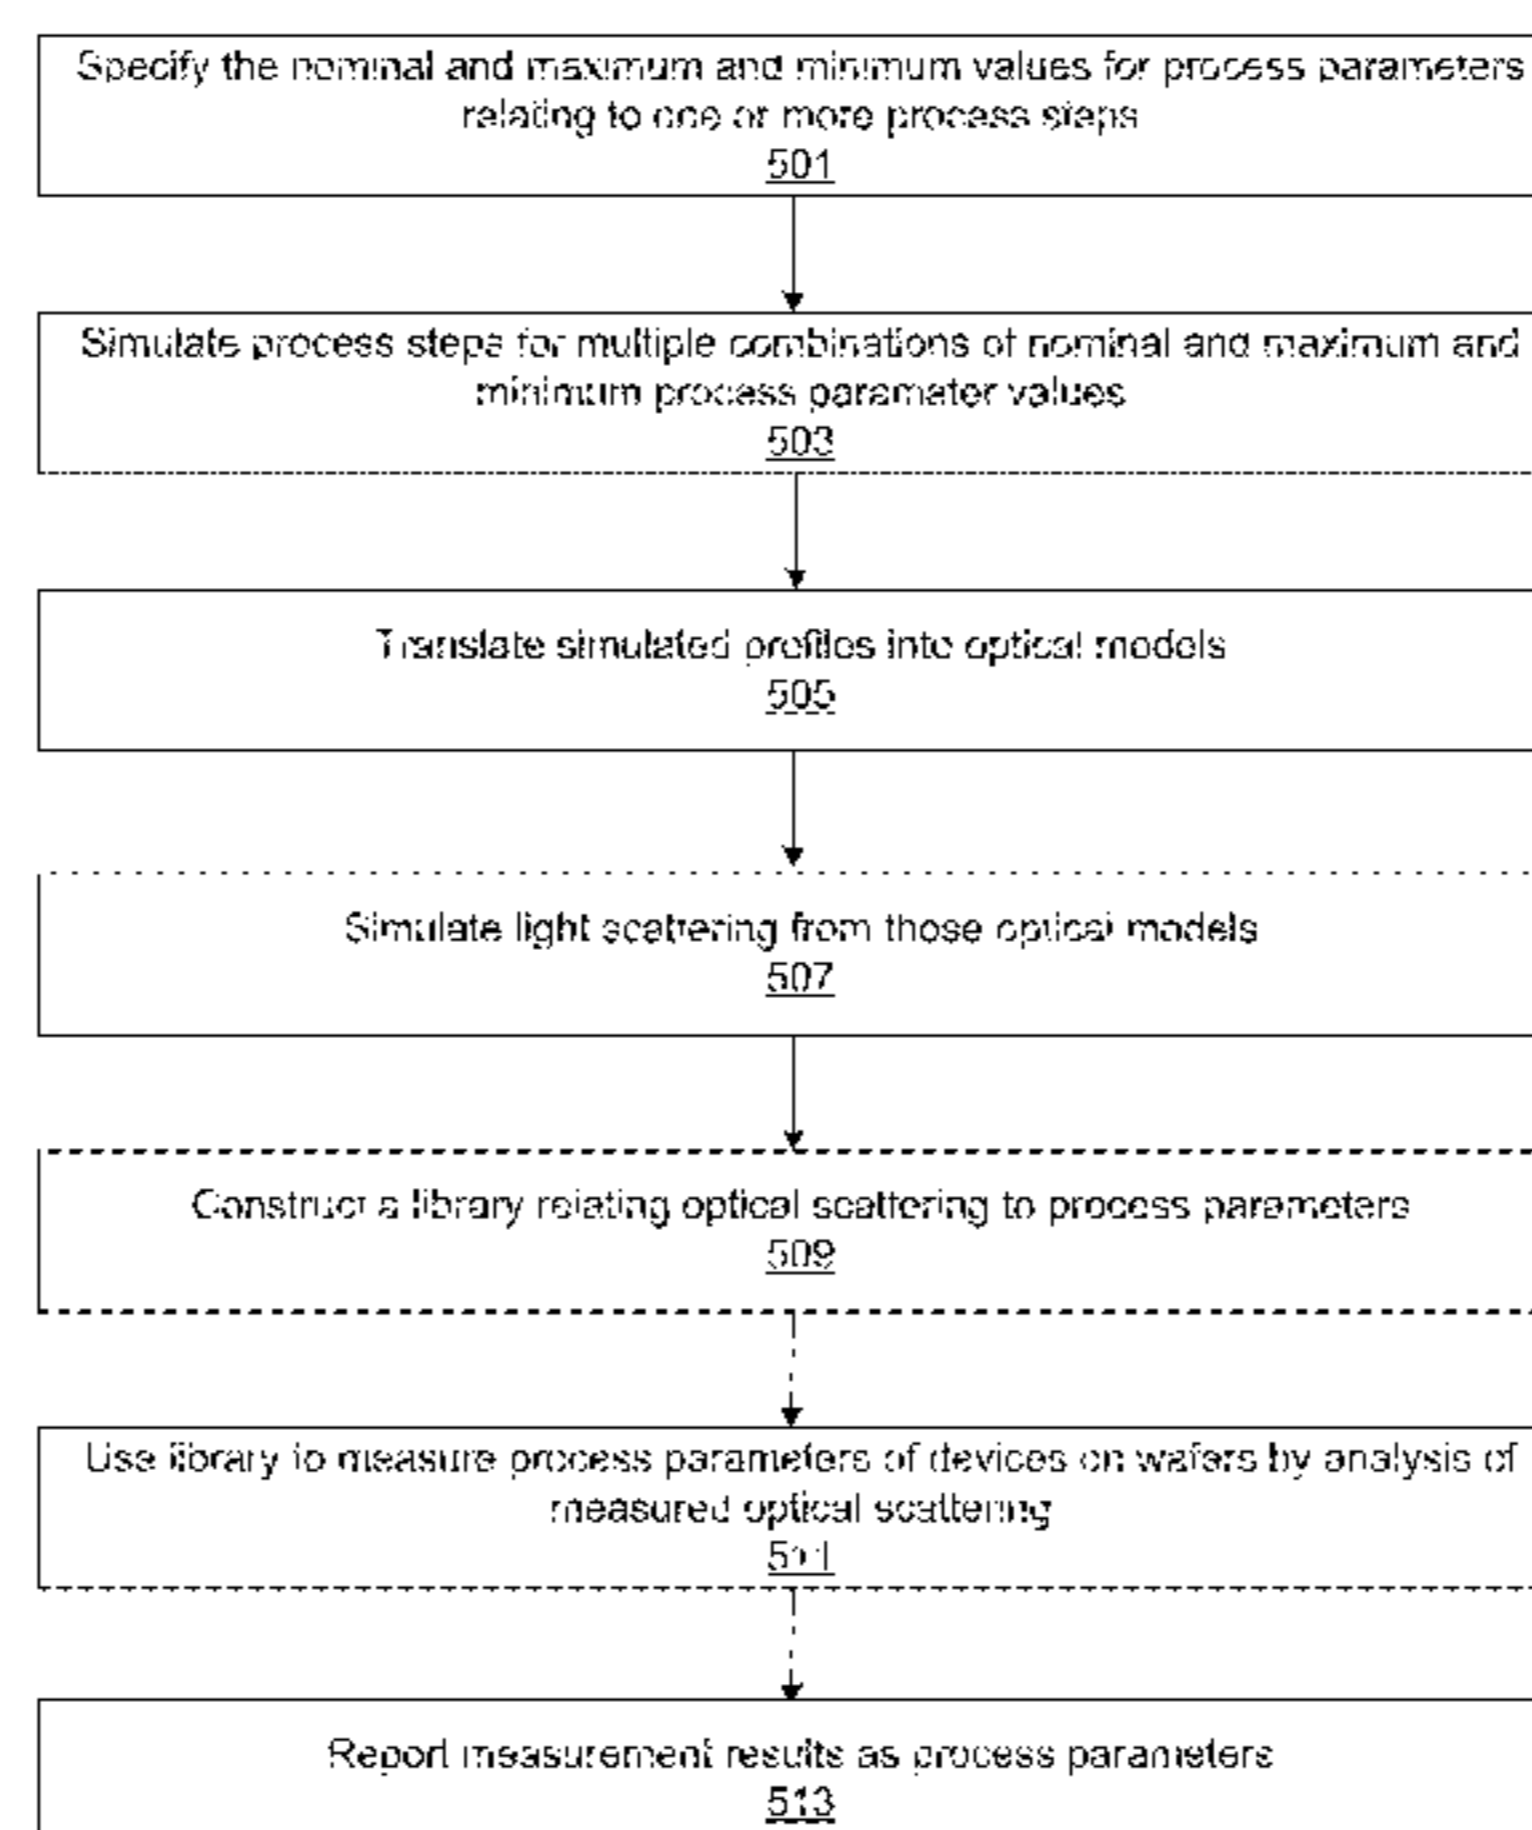 Specify the nominal and maximum and minimum values for process parameters
relating to one or more process steps
501
Simulate process steps for multiple combinations of nominal and maximum and
minimum process parameter values
503
Translate simulated profiles into optical models
505
Simulate light scattering from those optical models
507
Construct a library relating optical scattering to process parameters
509
Use library to measure process parameters of devices on wafers by analysis of
measured optical scattering
511
Report measurement results as process parameters
513